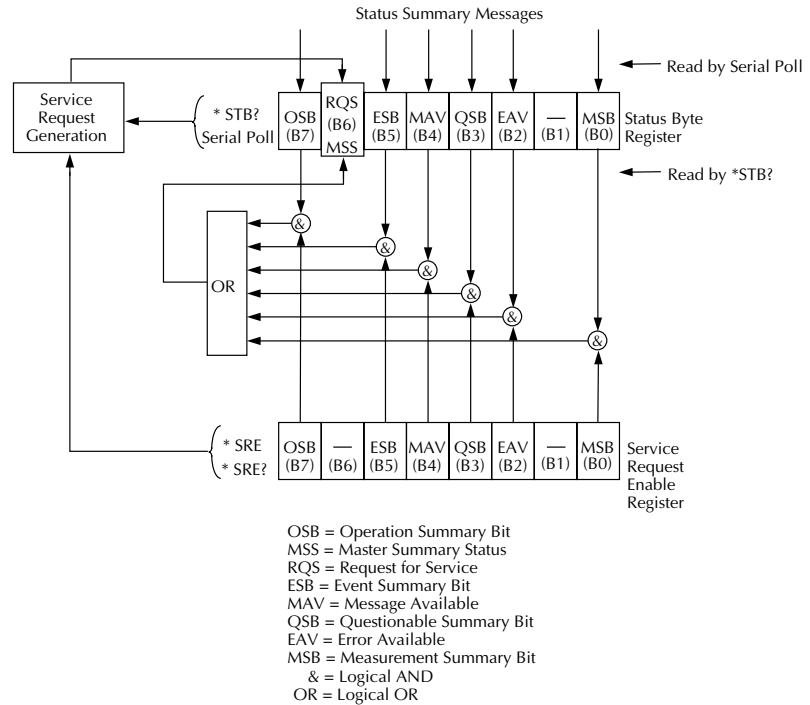 Status Summary Messages
Read by Serial Poll
Service
Request
Generation
* STB?
Serial Poll
OSB
(B7)
RQS
(B6)
MSS
ESB
(B5)
MAV
(B4)
QSB
(B3)
EAV
(B2)
—
(B1)
MSB
(B0)
Status Byte
Register
Read by *STB?
&
&
&
&
&
&
OR
* SRE
* SRE?
OSB
(B7)
—
(B6)
ESB
(B5)
MAV
(B4)
QSB
(B3)
EAV
(B2)
—
(B1)
MSB
(B0)
Service
Request
Enable
Register
OSB = Operation Summary Bit
MSS = Master Summary Status
RQS = Request for Service
ESB = Event Summary Bit
MAV = Message Available
QSB = Questionable Summary Bit
EAV = Error Available
MSB = Measurement Summary Bit
& = Logical AND
OR = Logical OR